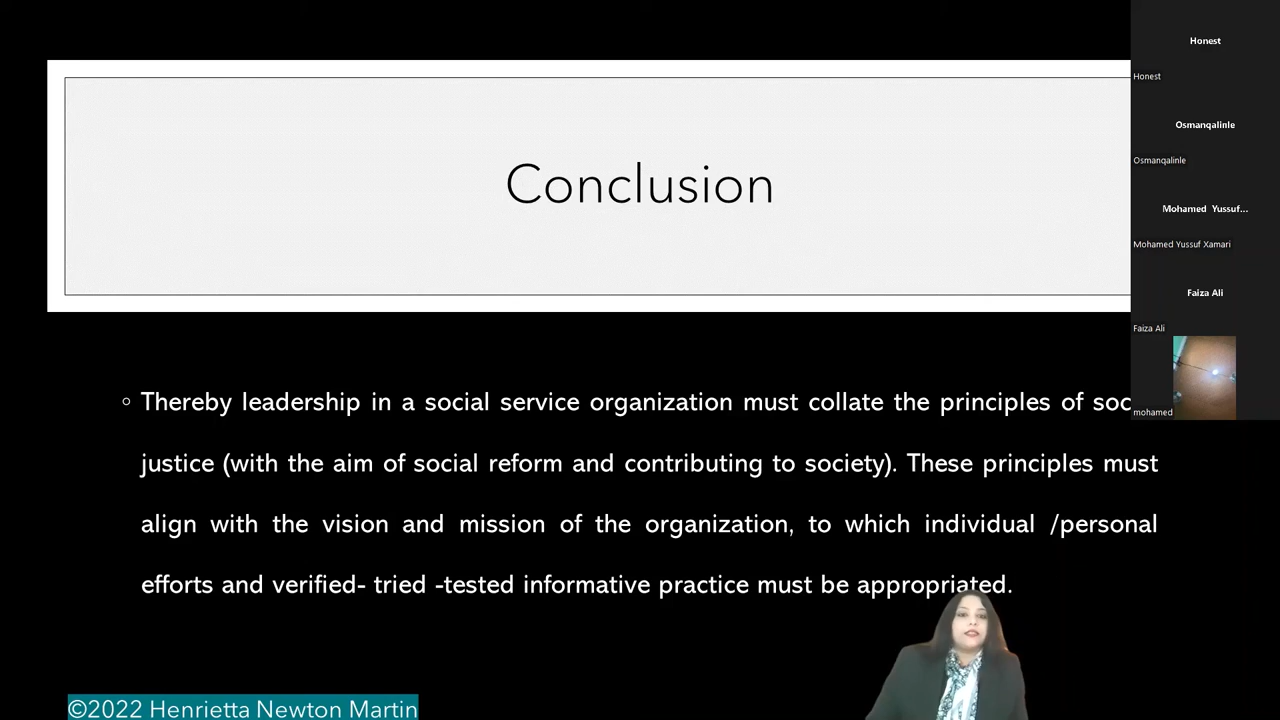 Conclusion
◦ Thereby leadership in a social service organization must collate the principles of soc
justice (with the aim of social reform and contributing to society). These principles must
align with the vision and mission of the organization, to which individual /personal
efforts and verified- tried -tested informative practice must be appropriated.
©2022 Henrietta Newton Martin
Honest
Honest
Osmanqalinle
Osmanqalinle
Mohamed Yussuf...
Mohamed Yussuf Xamari
Faiza Ali
Faiza Ali
mohamed